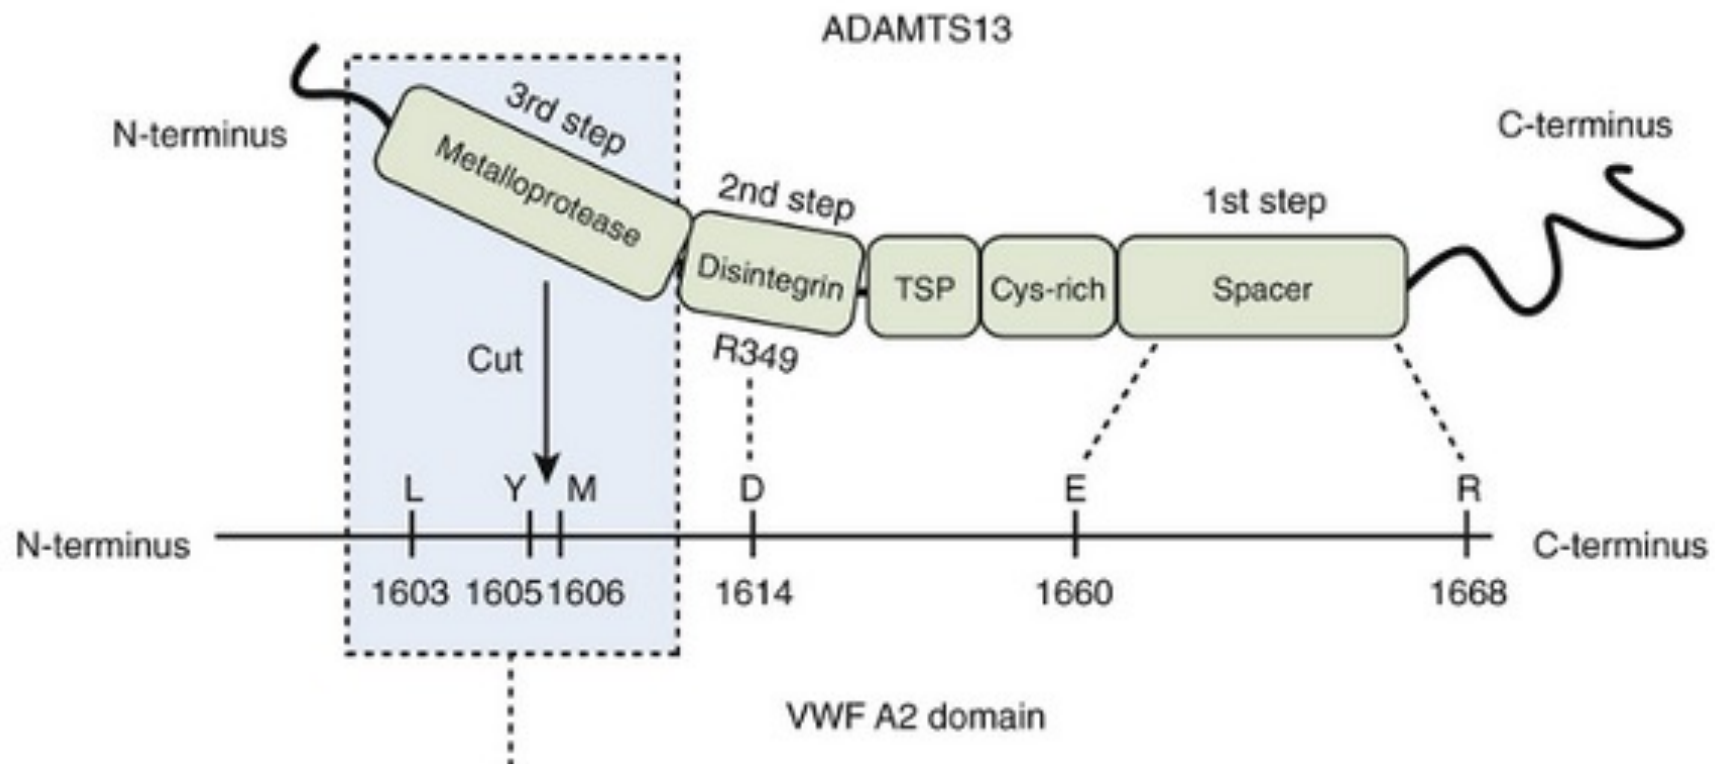 ADAMTS13
N-terminus
3rd step
Metalloprotease
2nd step
Disintegrin
TSP
Cys-rich
1st step
Spacer
C-terminus
Cut
R349
L Y M D E R
N-terminus
C-terminus
1603 1605 1606 1614 1660 1668
VWF A2 domain